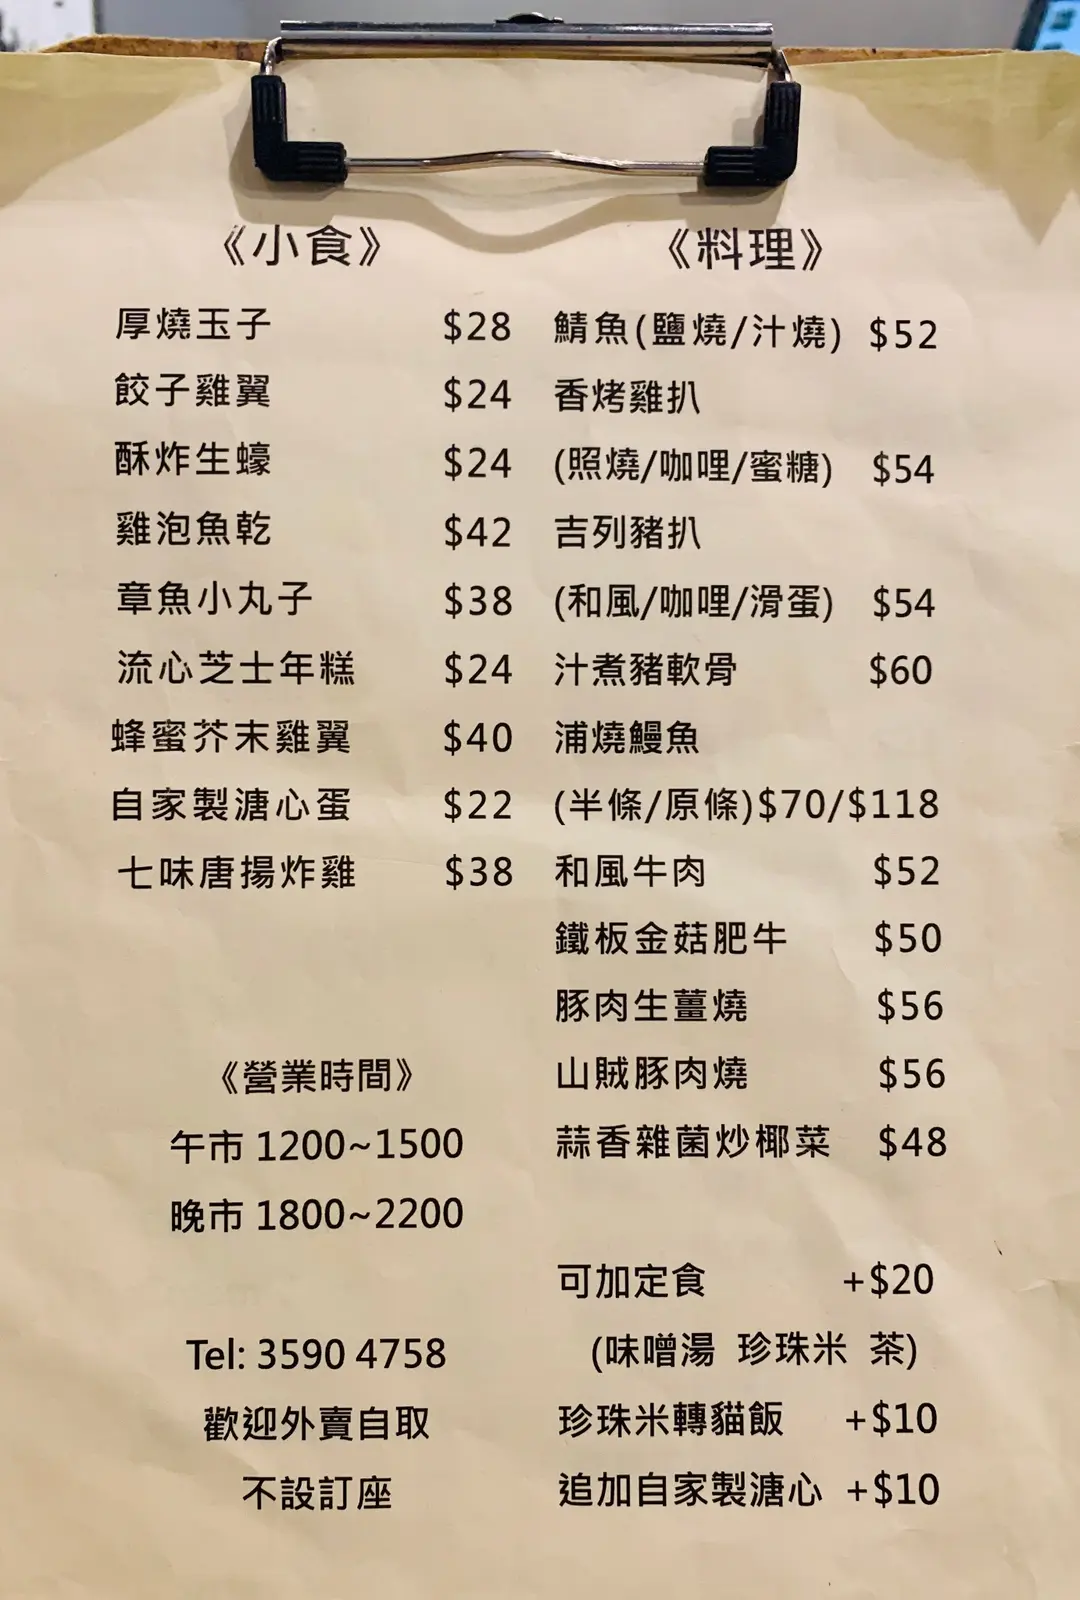 《小食》
厚燒玉子 $28
餃子雞翼 $24
酥炸生蠔 $24
雞泡魚乾 $42
章魚小丸子 $38
流心芝士年糕 $24
蜂蜜芥末雞翼 $40
自家製溏心蛋 $22
七味唐揚炸雞 $38
《營業時間》
午市 1200~1500
晚市 1800~2200
Tel: 3590 4758
歡迎外賣自取
不設訂座
《料理》
鯖魚(鹽燒/汁燒) $52
香烤雞扒
(照燒/咖哩/蜜糖) $54
吉列豬扒
(和風/咖哩/滑蛋) $54
汁煮豬軟骨 $60
浦燒鰻魚
(半條/原條)$70/$118
和風牛肉 $52
鐵板金菇肥牛 $50
豚肉生薑燒 $56
山賊豚肉燒 $56
蒜香雜菌炒椰菜 $48
可加定食 +$20
(味噌湯 珍珠米 茶)
珍珠米轉貓飯 +$10
追加自家製溏心 +$10